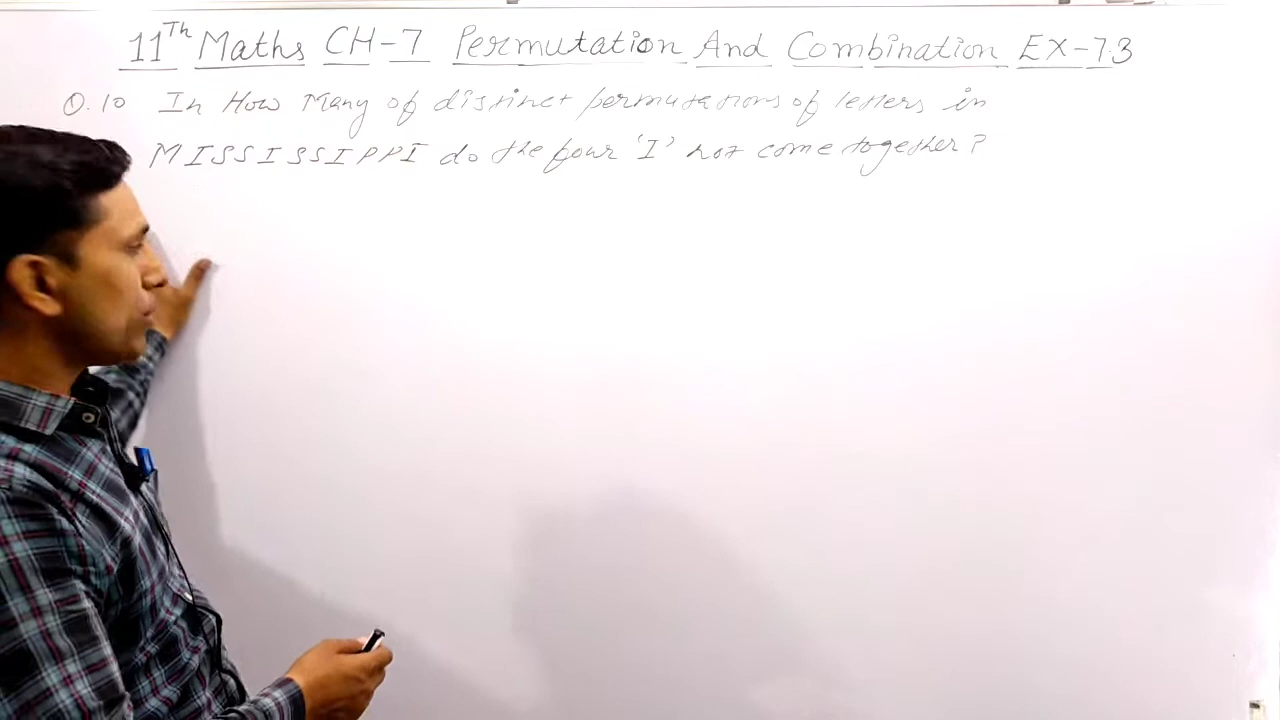 11Th Maths CH-7 Permutation And Combination EX-7.3
Q.10 In How Many of distinct permutations of letters in
MISSISSIPPI do the four 'I' not come together?